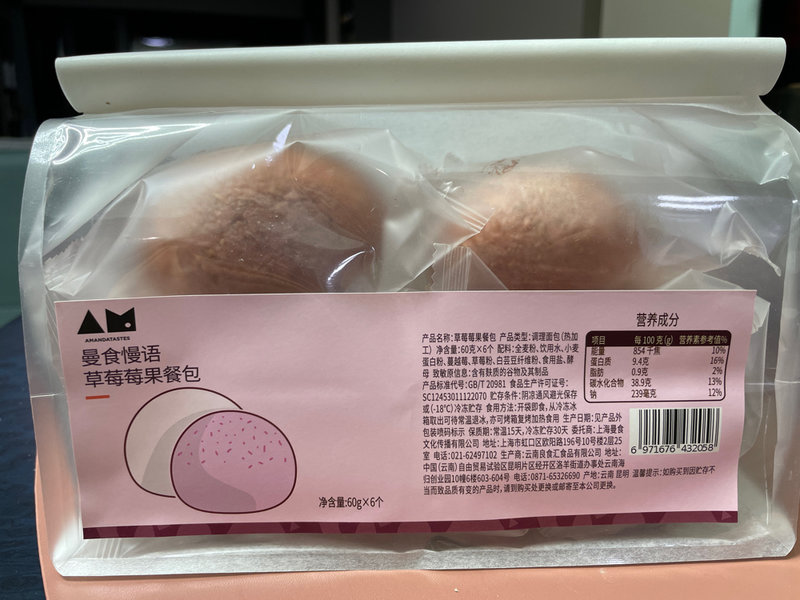 AM
AMANDATASTES
曼食慢语
草莓莓果餐包
净含量:60g×6个
产品名称:草莓莓果餐包 产品类型:调理面包(热加
工) 净含量:60克×6个 配料:全麦粉、饮用水、小麦
蛋白粉、蔓越莓、草莓粉、白芸豆纤维粉、食用盐、酵
母 致敏原信息:含有麸质的谷物及其制品
产品标准代号:GB/T 20981 食品生产许可证号:
SC12453011122070 贮存条件:阴凉通风避光保存
或(-18℃)冷冻贮存 食用方法:开袋即食,从冷冻冰
箱取出可待常温退冰,亦可烤箱复烤加热食用 生产日期:见产品外
包装喷码标示 保质期:常温15天,冷冻贮存30天 委托商:上海曼食
文化传播有限公司 地址:上海市虹口区欧阳路196号10号楼2层25
室 电话:021-62497102 生产商:云南良食汇食品有限公司 地址:
中国(云南)自由贸易试验区昆明片区经开区洛羊街道办事处云南海
归创业园10幢6楼603-604号 电话:0871-65326690 产地:云南 昆明 温馨提示:如购买到因贮存不
当而致品质有变的产品时,请到购买处更换或邮寄至本公司更换。
营养成分
项目 每100克(g) 营养素参考值%
能量 854千焦 10%
蛋白质 9.4克 16%
脂肪 0.9克 2%
碳水化合物 38.9克 13%
钠 239毫克 12%
6 971676 432058